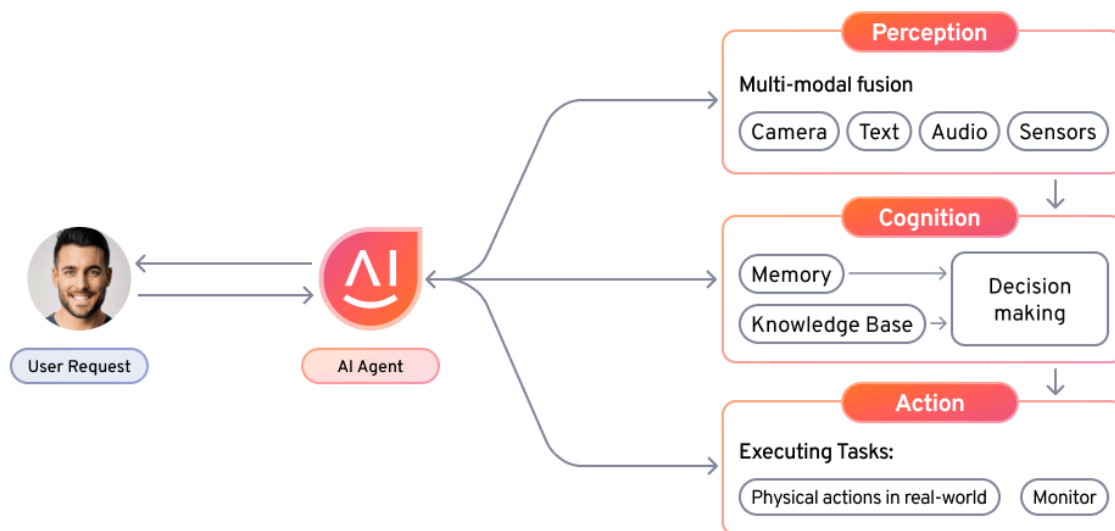 Perception
Multi-modal fusion
Camera Text Audio Sensors
Cognition
Memory
Knowledge Base
Decision
making
User Request
AI
AI Agent
Action
Executing Tasks:
Physical actions in real-world Monitor